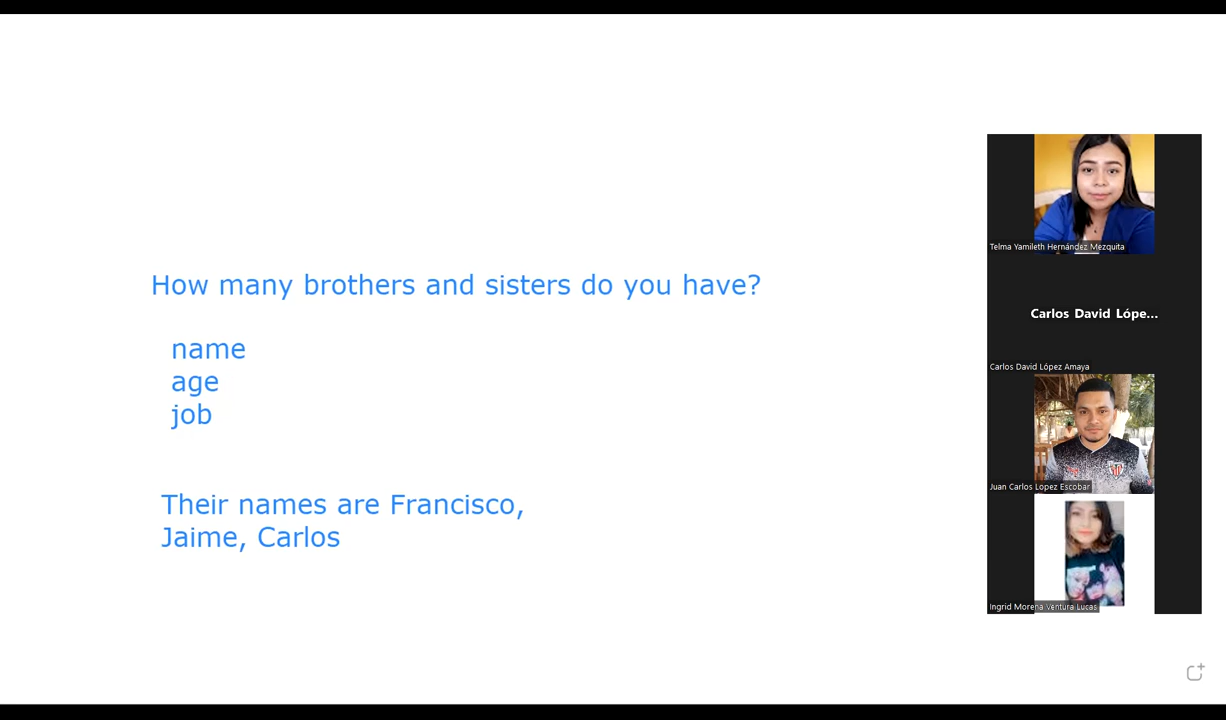 How many brothers and sisters do you have?
name
age
job
Their names are Francisco,
Jaime, Carlos
Telma Yamileth Hernández Mezquita
Carlos David Lópe...
Carlos David López Amaya
Juan Carlos Lopez Escobar
Ingrid Morena Ventura Lucas